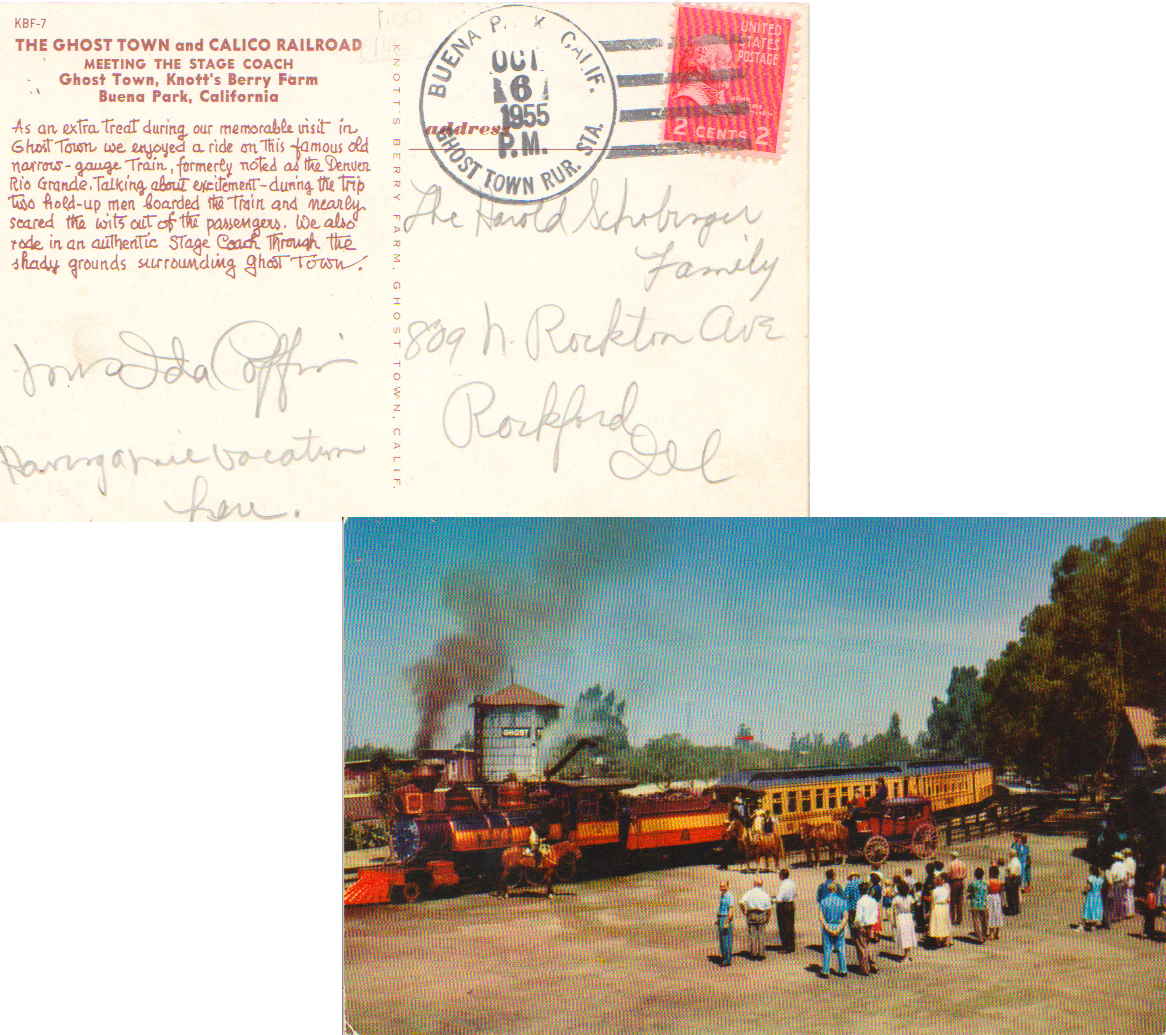 KBF-7
THE GHOST TOWN and CALICO RAILROAD
MEETING THE STAGE COACH
Ghost Town, Knott's Berry Farm
Buena Park, California
As an extra treat during our memorable visit in
Ghost Town we enjoyed a ride on this famous old
narrow-gauge Train, formerly noted as the Denver
Rio Grande. Talking about excitement-during the trip
two hold-up men boarded the Train and nearly
scared the wits out of the passengers. We also
rode in an authentic Stage Coach through the
shady grounds surrounding Ghost Town.
Ida Coffin
vacation
here.
KNOTT'S BERRY FARM, GHOST TOWN, CALIF.
BUENA P K CALIF.
OCT
6
1955
P.M.
GHOST TOWN RUR. STA.
UNITED
STATES
POSTAGE
2 CENTS 2
address
The Harold Schobinger
Family
809 N. Rockton Ave
Rockford
Ill
GHOST T